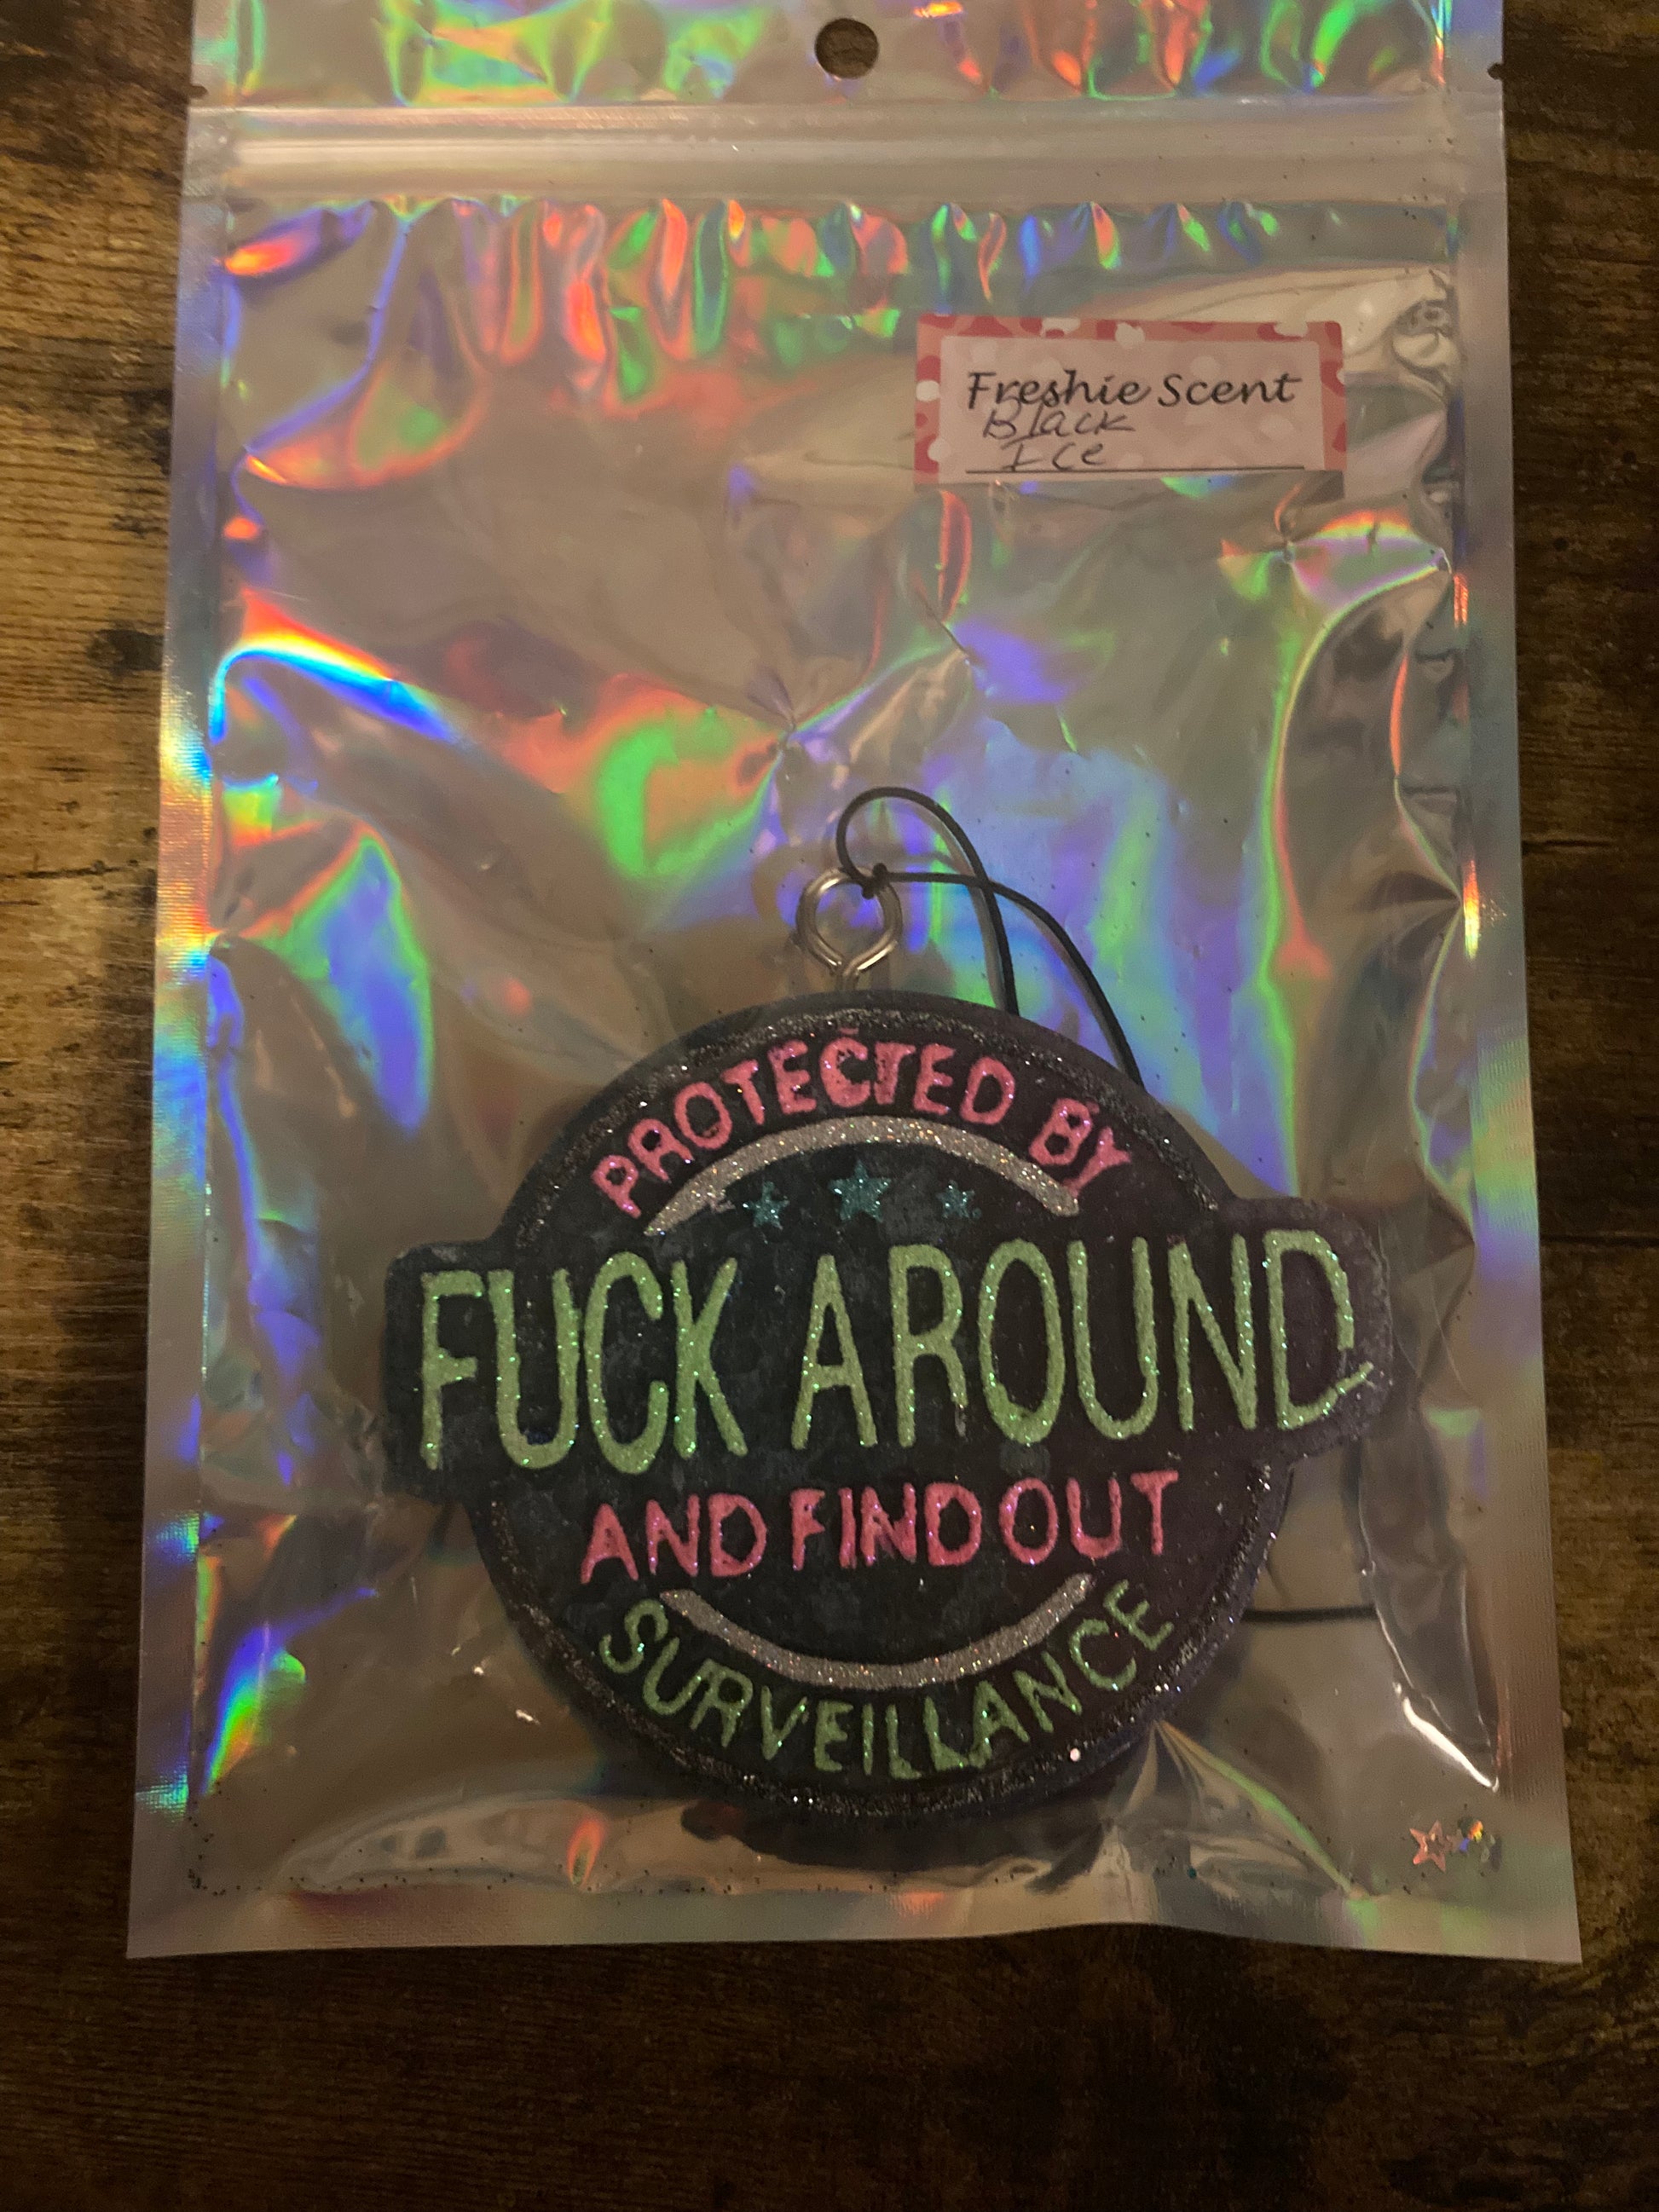 Freshie Scent
Black
Ice
PROTECTED BY
FUCK AROUND
AND FIND OUT
SURVEILLANCE